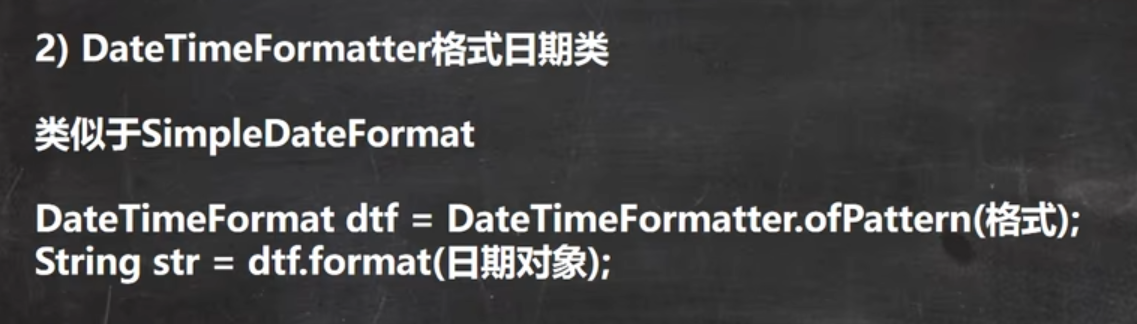 2) DateTimeFormatter格式日期类
类似于SimpleDateFormat
DateTimeFormat dtf = DateTimeFormatter.ofPattern(格式);
String str = dtf.format(日期对象);